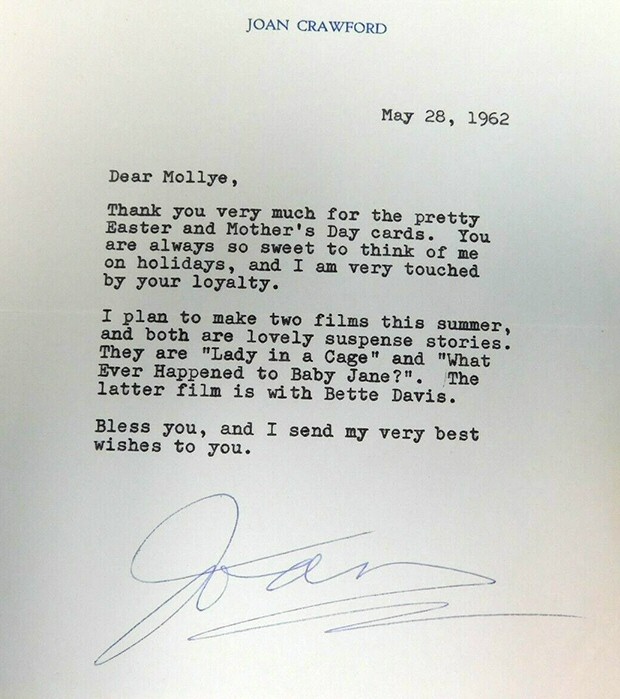 JOAN CRAWFORD
May 28, 1962
Dear Mollye,
Thank you very much for the pretty
Easter and Mother's Day cards. You
are always so sweet to think of me
on holidays, and I am very touched
by your loyalty.
I plan to make two films this summer,
and both are lovely suspense stories.
They are "Lady in a Cage" and "What
Ever Happened to Baby Jane?". The
latter film is with Bette Davis.
Bless you, and I send my very best
wishes to you.
Joan